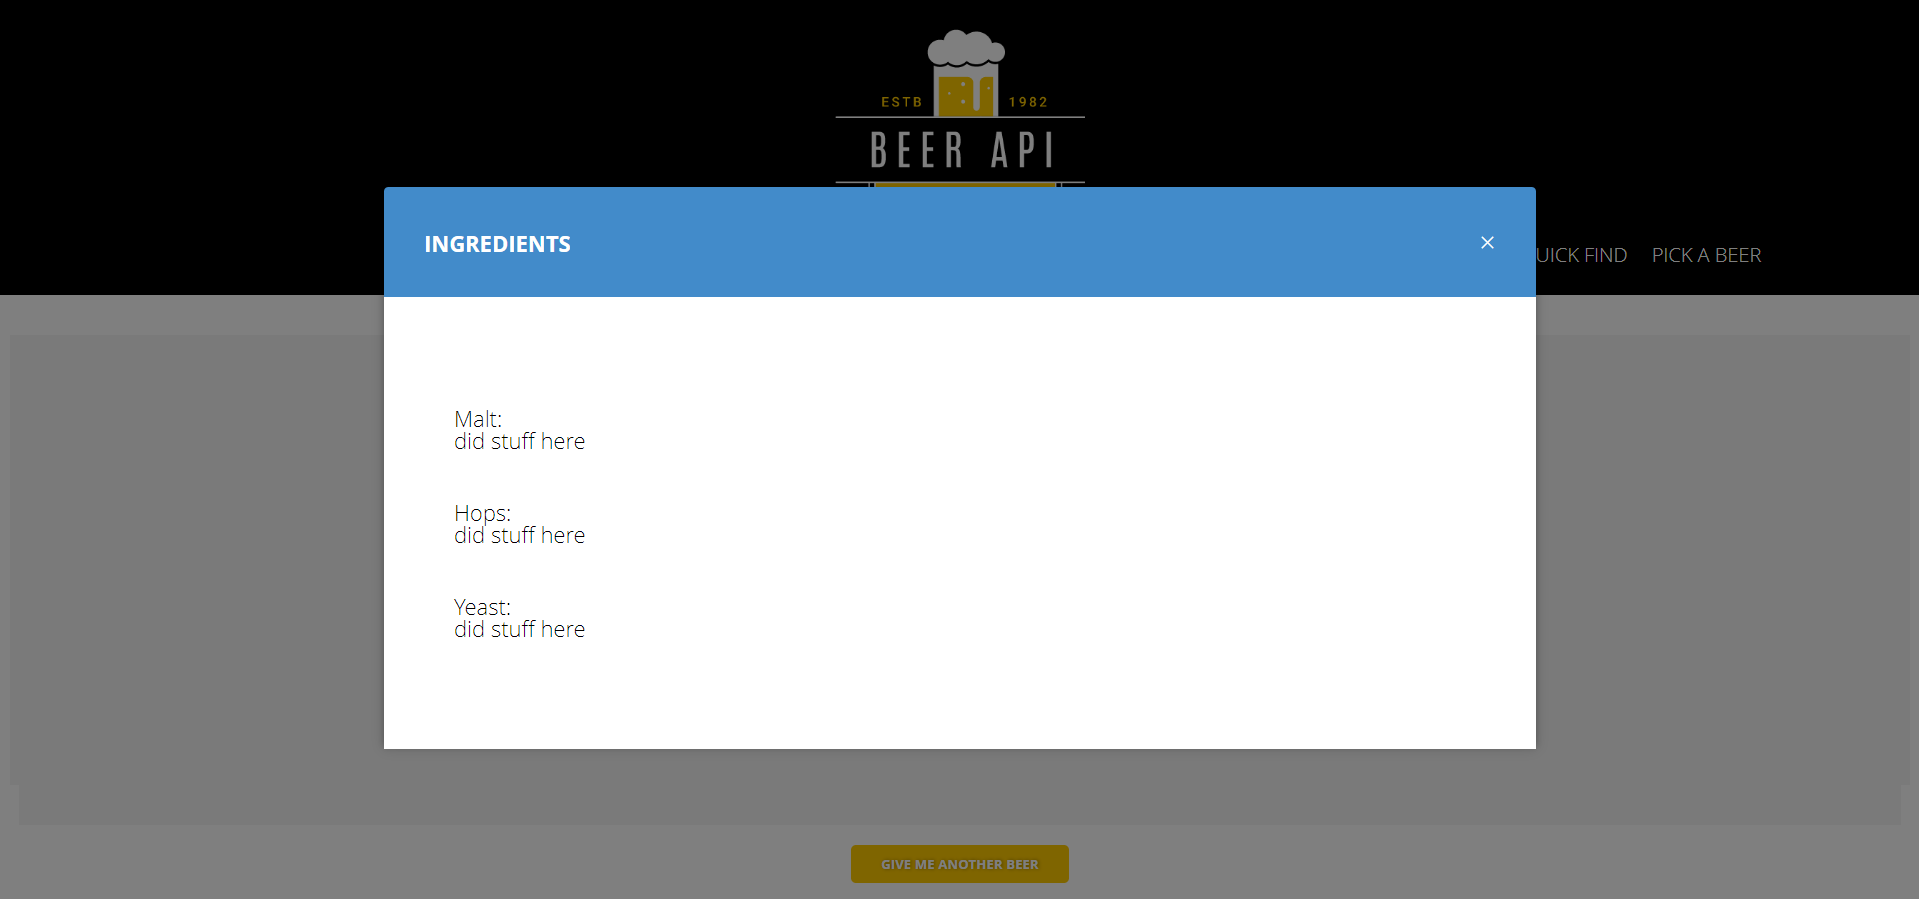 ESTB 1982
BEER API
INGREDIENTS ×
UICK FIND PICK A BEER
Malt:
did stuff here
Hops:
did stuff here
Yeast:
did stuff here
GIVE ME ANOTHER BEER